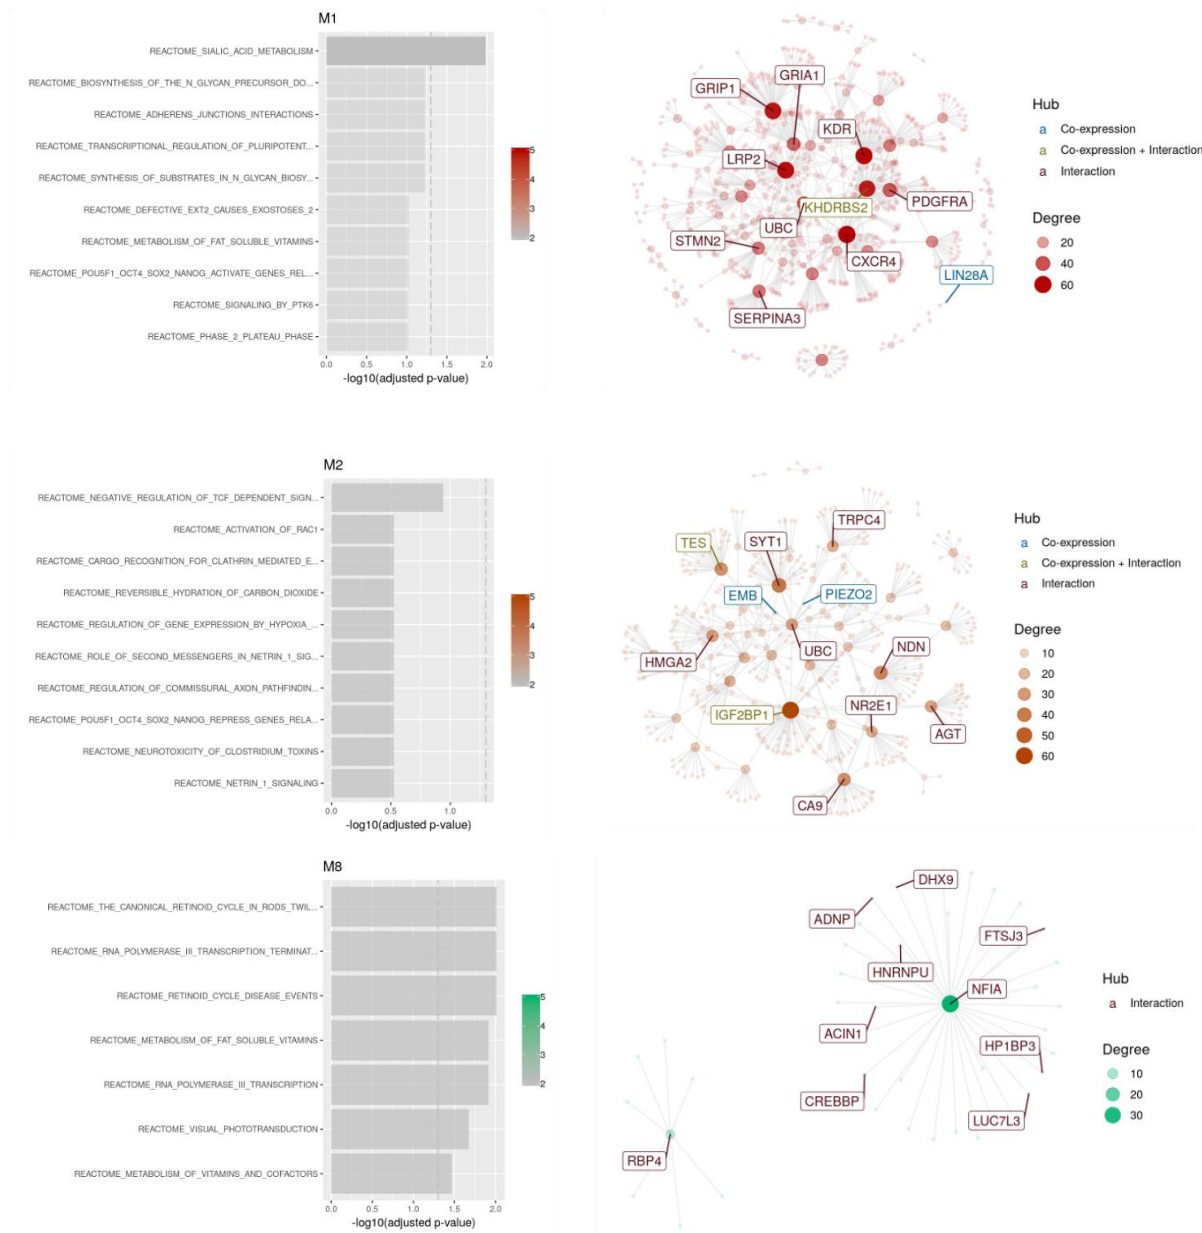 M1
REACTOME_SIALIC_ACID_METABOLISM
REACTOME_BIOSYNTHESIS_OF_THE_N_GLYCAN_PRECURSOR_DO...
REACTOME_ADHERENS_JUNCTIONS_INTERACTIONS
REACTOME_TRANSCRIPTIONAL_REGULATION_OF_PLURIPOTENT...
REACTOME_SYNTHESIS_OF_SUBSTRATES_IN_N_GLYCAN_BIOSY...
REACTOME_DEFECTIVE_EXT2_CAUSES_EXOSTOSES_2
REACTOME_METABOLISM_OF_FAT_SOLUBLE_VITAMINS
REACTOME_POU5F1_OCT4_SOX2_NANOG_ACTIVATE_GENES_REL...
REACTOME_SIGNALING_BY_PTK6
REACTOME_PHASE_2_PLATEAU_PHASE
0.0 0.5 1.0 1.5 2.0
-log10(adjusted p-value)
5
4
3
2
GRIP1
GRIA1
KDR
LRP2
KHDRBS2
PDGFRA
UBC
STMN2
CXCR4
LIN28A
SERPINA3
Hub
a Co-expression
a Co-expression + Interaction
a Interaction
Degree
20
40
60
M2
REACTOME_NEGATIVE_REGULATION_OF_TCF_DEPENDENT_SIGN...
REACTOME_ACTIVATION_OF_RAC1
REACTOME_CARGO_RECOGNITION_FOR_CLATHRIN_MEDIATED_E...
REACTOME_REVERSIBLE_HYDRATION_OF_CARBON_DIOXIDE
REACTOME_REGULATION_OF_GENE_EXPRESSION_BY_HYPOXIA_...
REACTOME_ROLE_OF_SECOND_MESSENGERS_IN_NETRIN_1_SIG...
REACTOME_REGULATION_OF_COMMISSURAL_AXON_PATHFINDIN...
REACTOME_POU5F1_OCT4_SOX2_NANOG_REPRESS_GENES_RELA...
REACTOME_NEUROTOXICITY_OF_CLOSTRIDIUM_TOXINS
REACTOME_NETRIN_1_SIGNALING
0.0 0.5 1.0
-log10(adjusted p-value)
5
4
3
2
TRPC4
TES
SYT1
EMB
PIEZO2
HMGA2
UBC
NDN
IGF2BP1
NR2E1
AGT
CA9
Hub
a Co-expression
a Co-expression + Interaction
a Interaction
Degree
10
20
30
40
50
60
M8
REACTOME_THE_CANONICAL_RETINOID_CYCLE_IN_RODS_TWIL...
REACTOME_RNA_POLYMERASE_III_TRANSCRIPTION_TERMINAT...
REACTOME_RETINOID_CYCLE_DISEASE_EVENTS
REACTOME_METABOLISM_OF_FAT_SOLUBLE_VITAMINS
REACTOME_RNA_POLYMERASE_III_TRANSCRIPTION
REACTOME_VISUAL_PHOTOTRANSDUCTION
REACTOME_METABOLISM_OF_VITAMINS_AND_COFACTORS
0.0 0.5 1.0 1.5 2.0
-log10(adjusted p-value)
5
4
3
2
DHX9
ADNP
FTSJ3
HNRNPU
NFIA
ACIN1
HP1BP3
CREBBP
LUC7L3
RBP4
Hub
a Interaction
Degree
10
20
30